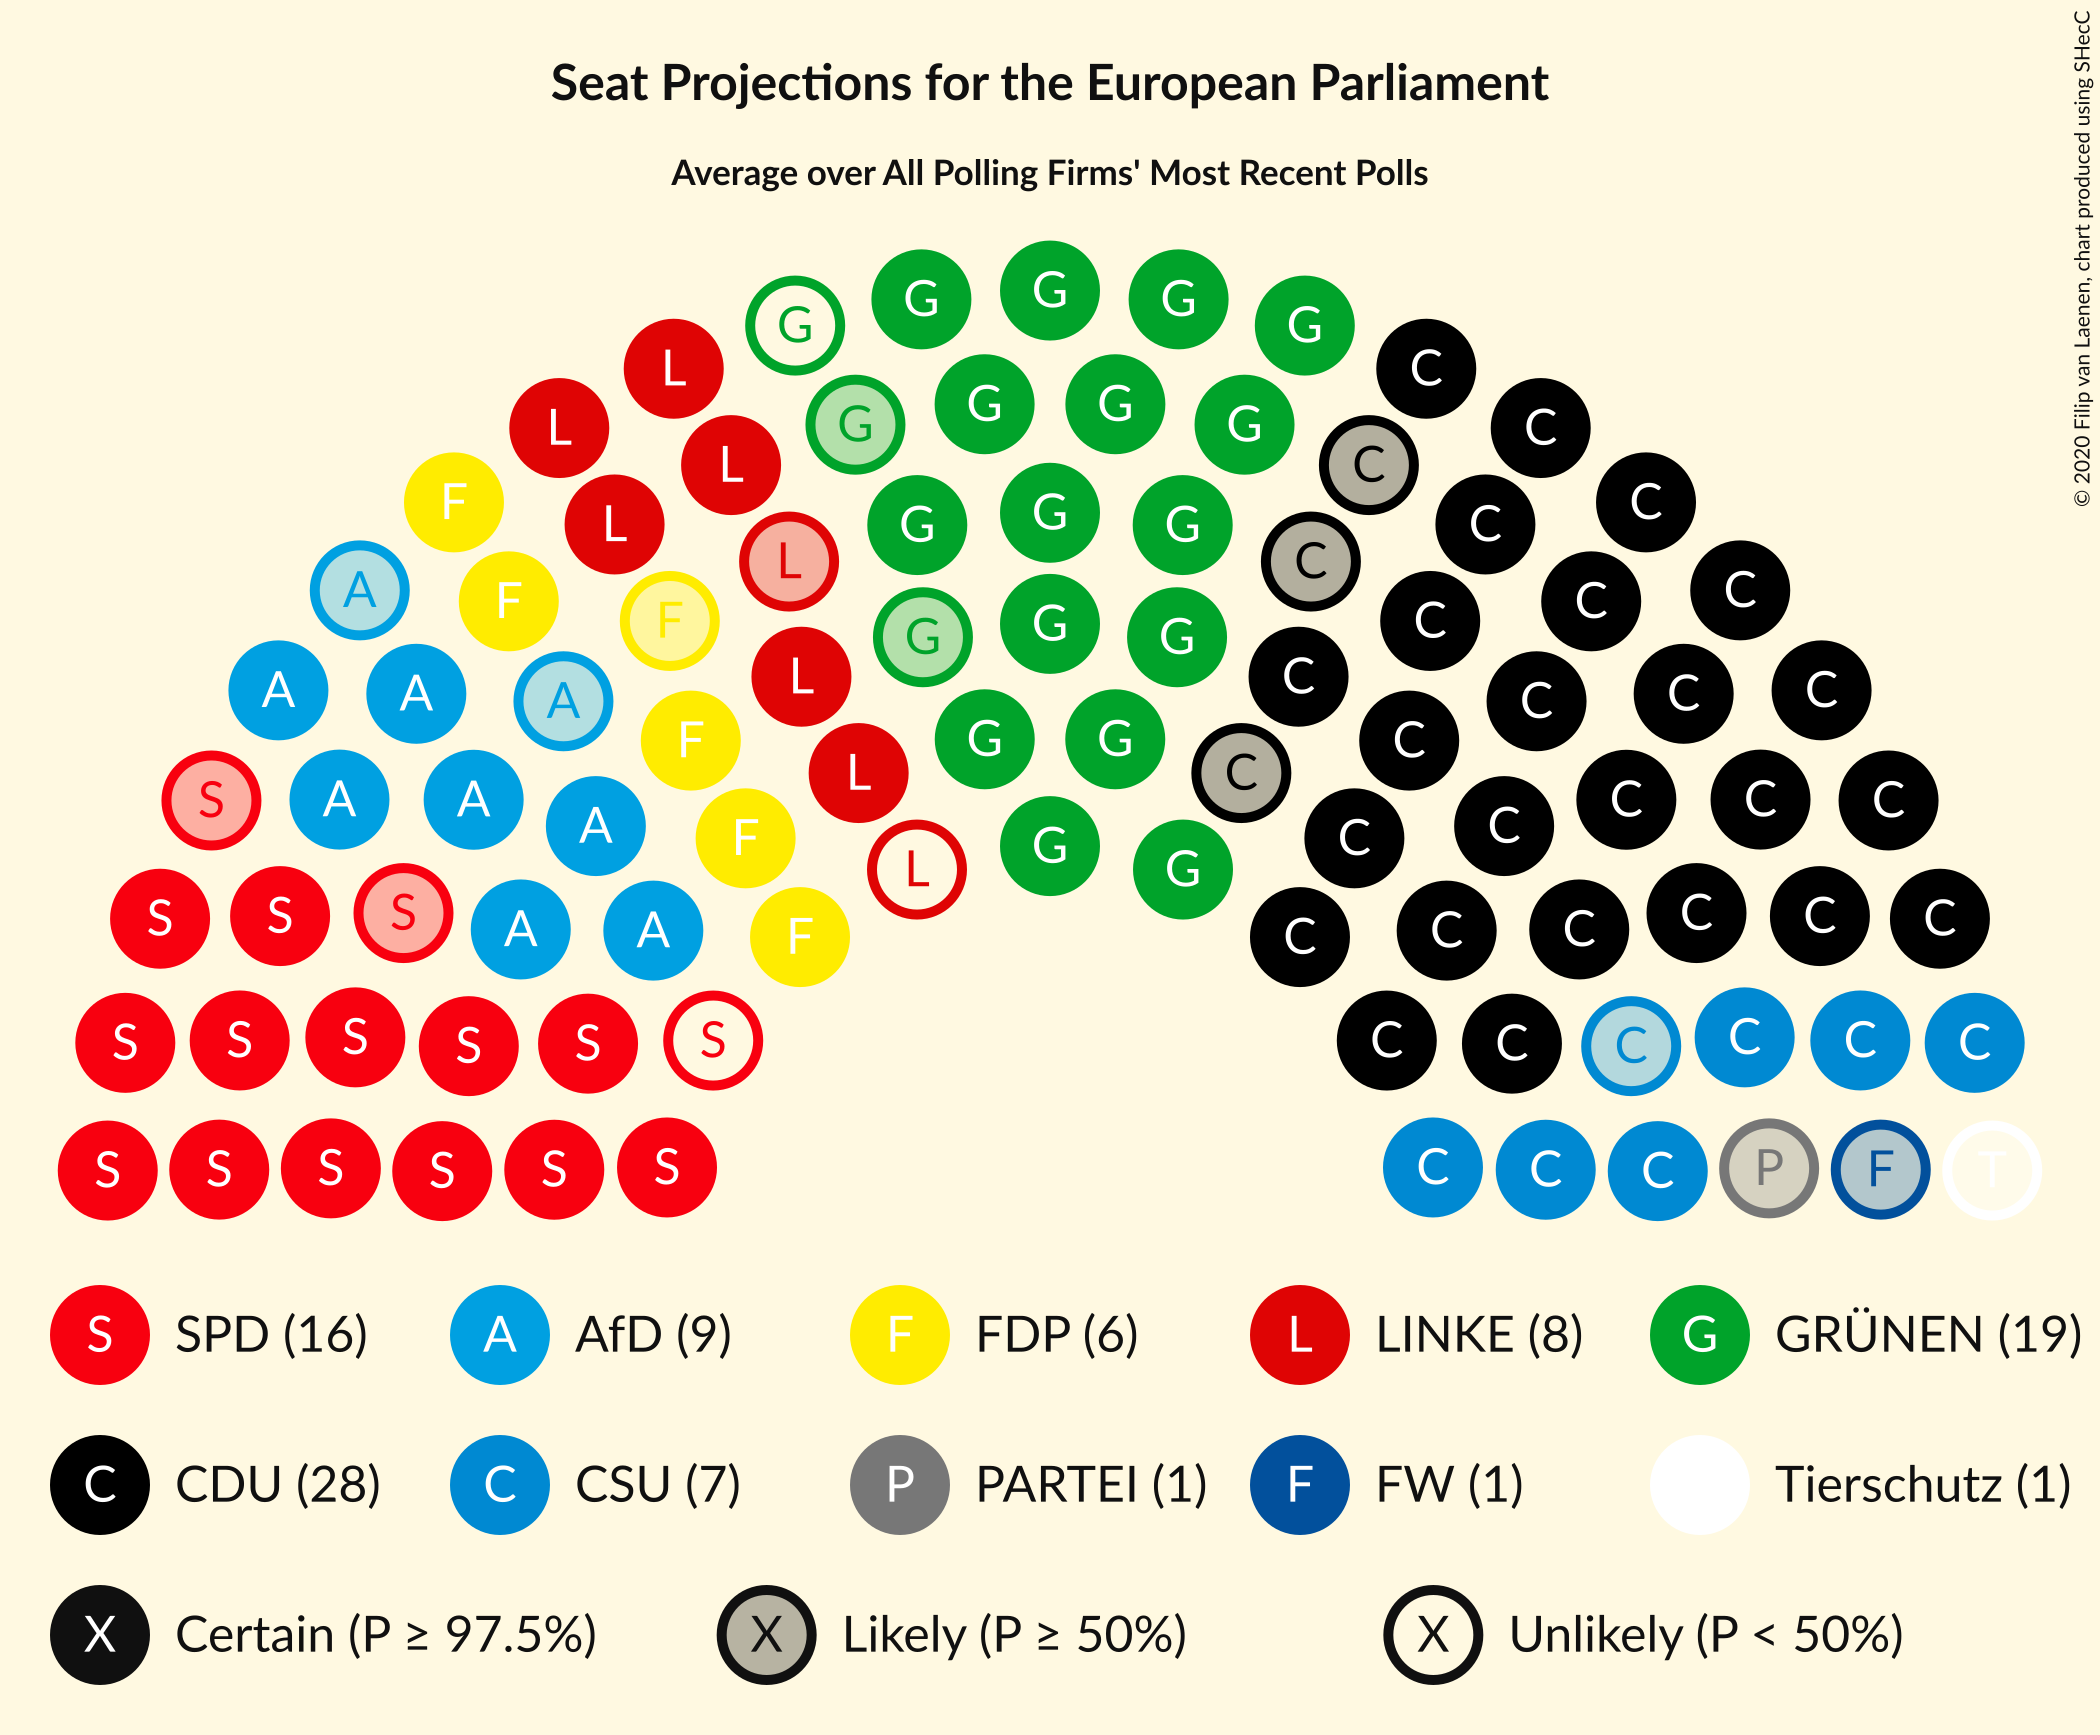 Seat Projections for the European Parliament
Average over All Polling Firms' Most Recent Polls
© 2020 Filip van Laenen, chart produced using SHecC
G G G G G
L G G G G C
L L G G G C C
F L L G G G C C C
A F F L G G C C C C
A A A F L G G C C C C C
S A A A F L G G C C C C C C
S S S A A F C C C C C C
S S S S S S C C C C C C
S S S S S S C C C P F T
S SPD (16) A AfD (9) F FDP (6) L LINKE (8) G GRÜNEN (19)
C CDU (28) C CSU (7) P PARTEI (1) F FW (1) Tierschutz (1)
X Certain (P ≥ 97.5%) X Likely (P ≥ 50%) X Unlikely (P < 50%)